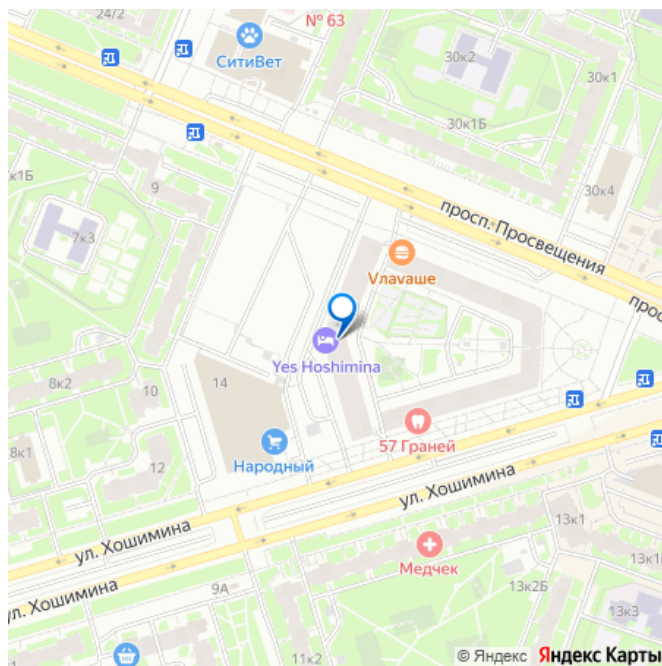 24/2
№ 63
СитиВет
30к2
30к1
30к1Б
к1Б
9
7к3
30к4
просп. Просвещения
прос
Vлаvаше
Yes Hoshimina
8к2
10
14
57 Граней
8к1
12
Народный
ул. Хошимина
ул. Хошимина
13к1
Медчек
13к1
13к2Б
9А
ул. Хошимина
13к3
11к2
© Яндекс Яндекс Карты